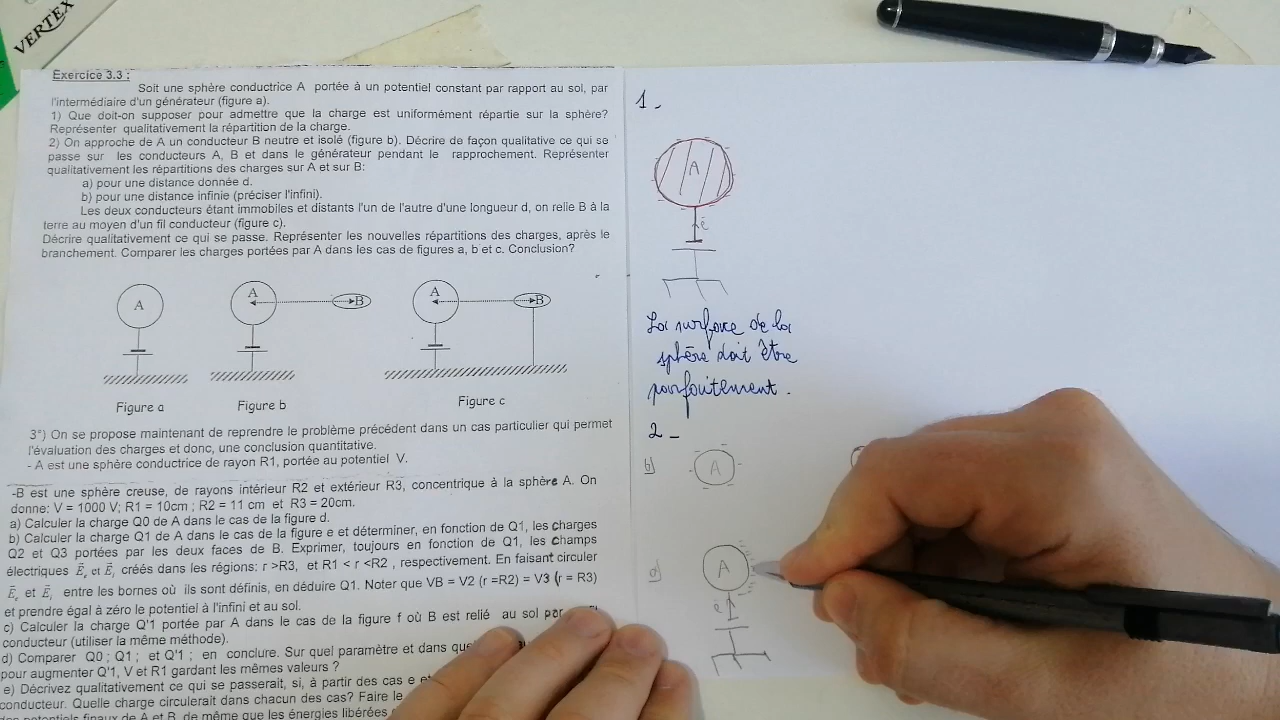 VERTEX
Exercice 3.3 :
Soit une sphère conductrice A portée à un potentiel constant par rapport au sol, par
l'intermédiaire d'un générateur (figure a).
1) Que doit-on supposer pour admettre que la charge est uniformément répartie sur la sphère?
Représenter qualitativement la répartition de la charge.
2) On approche de A un conducteur B neutre et isolé (figure b). Décrire de façon qualitative ce qui se
passe sur les conducteurs A, B et dans le générateur pendant le rapprochement. Représenter
qualitativement les répartitions des charges sur A et sur B:
a) pour une distance donnée d.
b) pour une distance infinie (préciser l'infini).
Les deux conducteurs étant immobiles et distants l'un de l'autre d'une longueur d, on relie B à la
terre au moyen d'un fil conducteur (figure c).
Décrire qualitativement ce qui se passe. Représenter les nouvelles répartitions des charges, après le
branchement. Comparer les charges portées par A dans les cas de figures a, b et c. Conclusion?
A
A
B
A
B
Figure a
Figure b
Figure c
3°) On se propose maintenant de reprendre le problème précédent dans un cas particulier qui permet
l'évaluation des charges et donc, une conclusion quantitative.
- A est une sphère conductrice de rayon R1, portée au potentiel V.
-B est une sphère creuse, de rayons intérieur R2 et extérieur R3, concentrique à la sphère A. On
donne: V = 1000 V; R1 = 10cm ; R2 = 11 cm et R3 = 20cm.
a) Calculer la charge Q0 de A dans le cas de la figure d.
b) Calculer la charge Q1 de A dans le cas de la figure e et déterminer, en fonction de Q1, les charges
Q2 et Q3 portées par les deux faces de B. Exprimer, toujours en fonction de Q1, les champs
électriques E⃗e et E⃗i créés dans les régions: r >R3, et R1 < r <R2 , respectivement. En faisant circuler
E⃗e et E⃗i entre les bornes où ils sont définis, en déduire Q1. Noter que VB = V2 (r =R2) = V3 (r = R3)
et prendre égal à zéro le potentiel à l'infini et au sol.
c) Calculer la charge Q'1 portée par A dans le cas de la figure f où B est relié au sol par
conducteur (utiliser la même méthode).
d) Comparer Q0 ; Q1 ; et Q'1 ; en conclure. Sur quel paramètre et dans
pour augmenter Q'1, V et R1 gardant les mêmes valeurs ?
e) Décrivez qualitativement ce qui se passerait, si, à partir des cas e
conducteur. Quelle charge circulerait dans chacun des cas? Faire le
des potentiels finaux de A et B, de même que les énergies libérées
1.
A
e⃗
La surface de la
sphère doit être
parfaitement.
2 -
b)
A
a)
A
e⃗